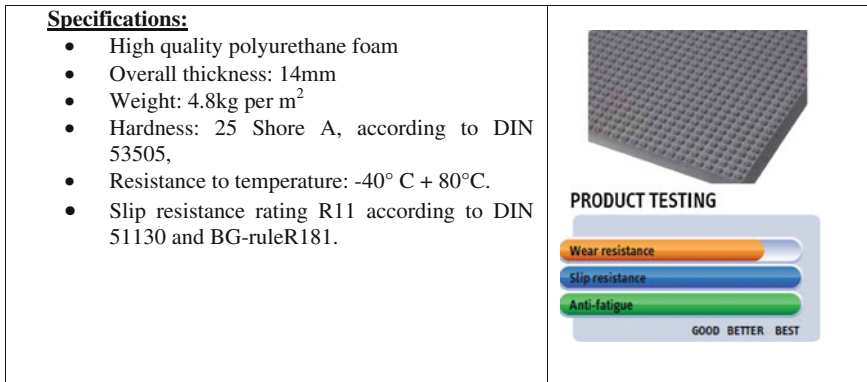 Specifications:
• High quality polyurethane foam
• Overall thickness: 14mm
• Weight: 4.8kg per m²
• Hardness: 25 Shore A, according to DIN
53505,
• Resistance to temperature: -40° C + 80°C.
• Slip resistance rating R11 according to DIN
51130 and BG-ruleR181.
PRODUCT TESTING
Wear resistance
Slip resistance
Anti-fatigue
GOOD BETTER BEST